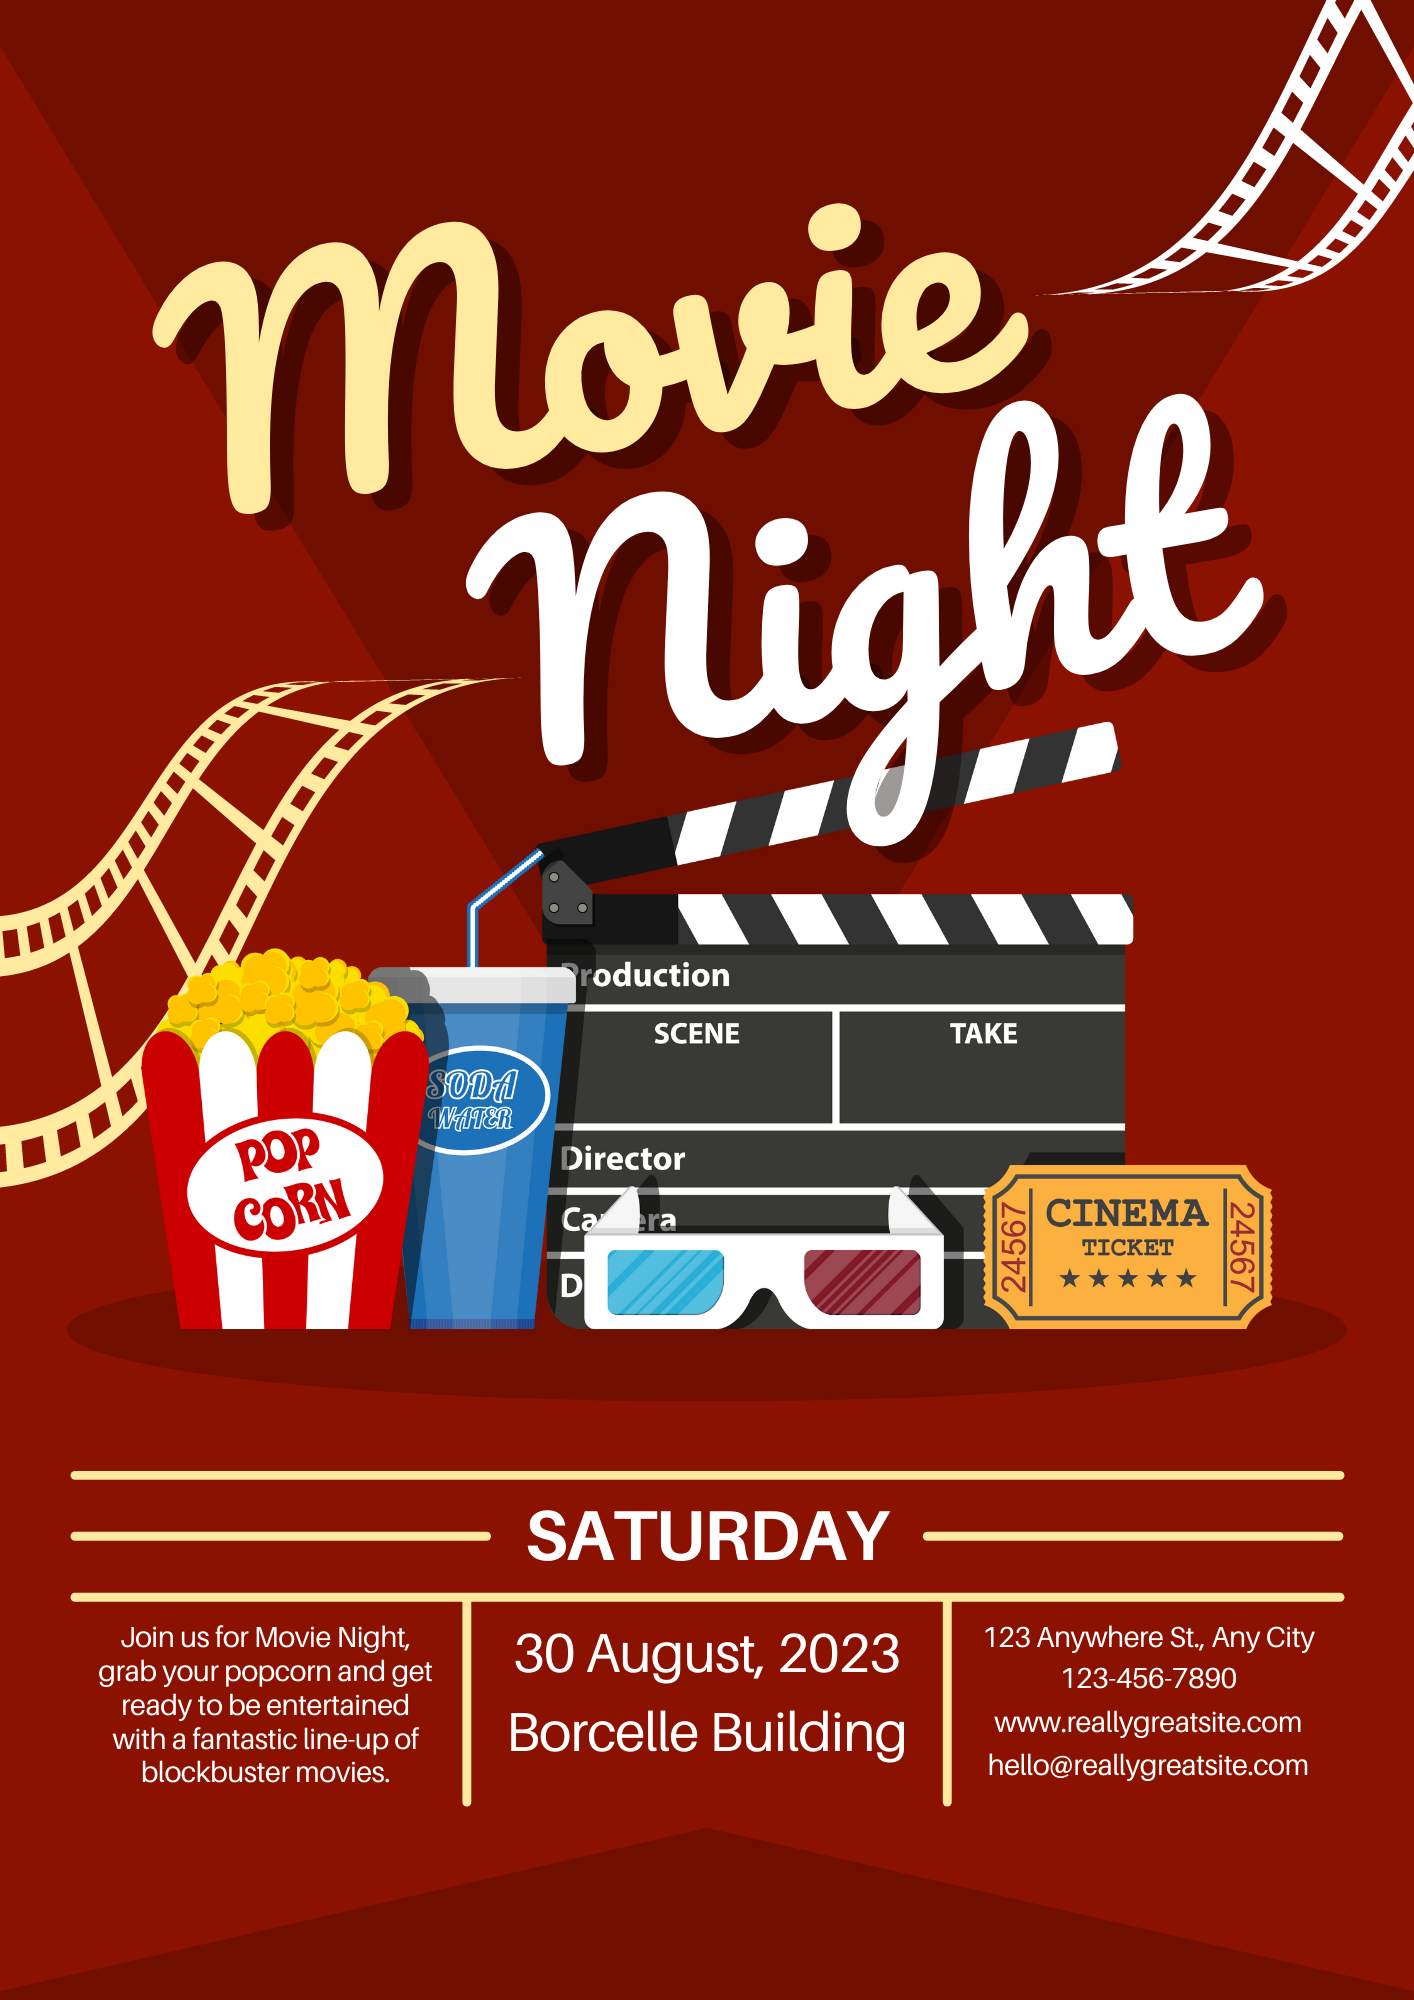 Movie
Night
Production
SCENE
TAKE
SODA
WATER
Director
POP
CORN
24567
CINEMA
TICKET
24567
SATURDAY
Join us for Movie Night,
grab your popcorn and get
ready to be entertained
with a fantastic line-up of
blockbuster movies.
30 August, 2023
Borcelle Building
123 Anywhere St., Any City
123-456-7890
www.reallygreatsite.com
hello@reallygreatsite.com